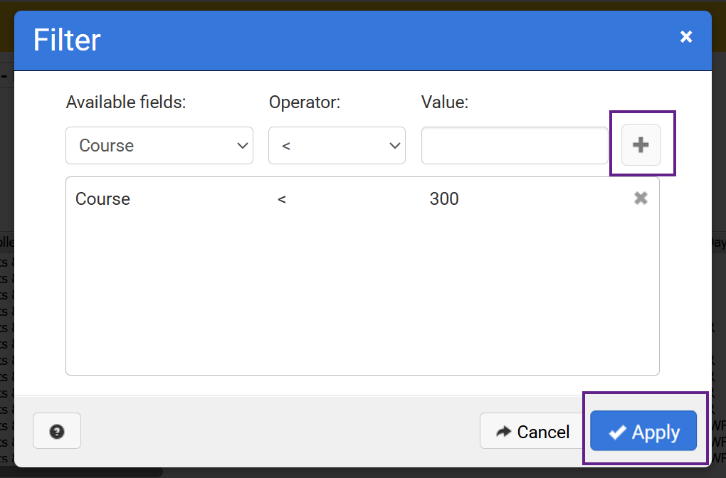 Filter
Available fields: Operator: Value:
Course <
Course < 300
Cancel Apply